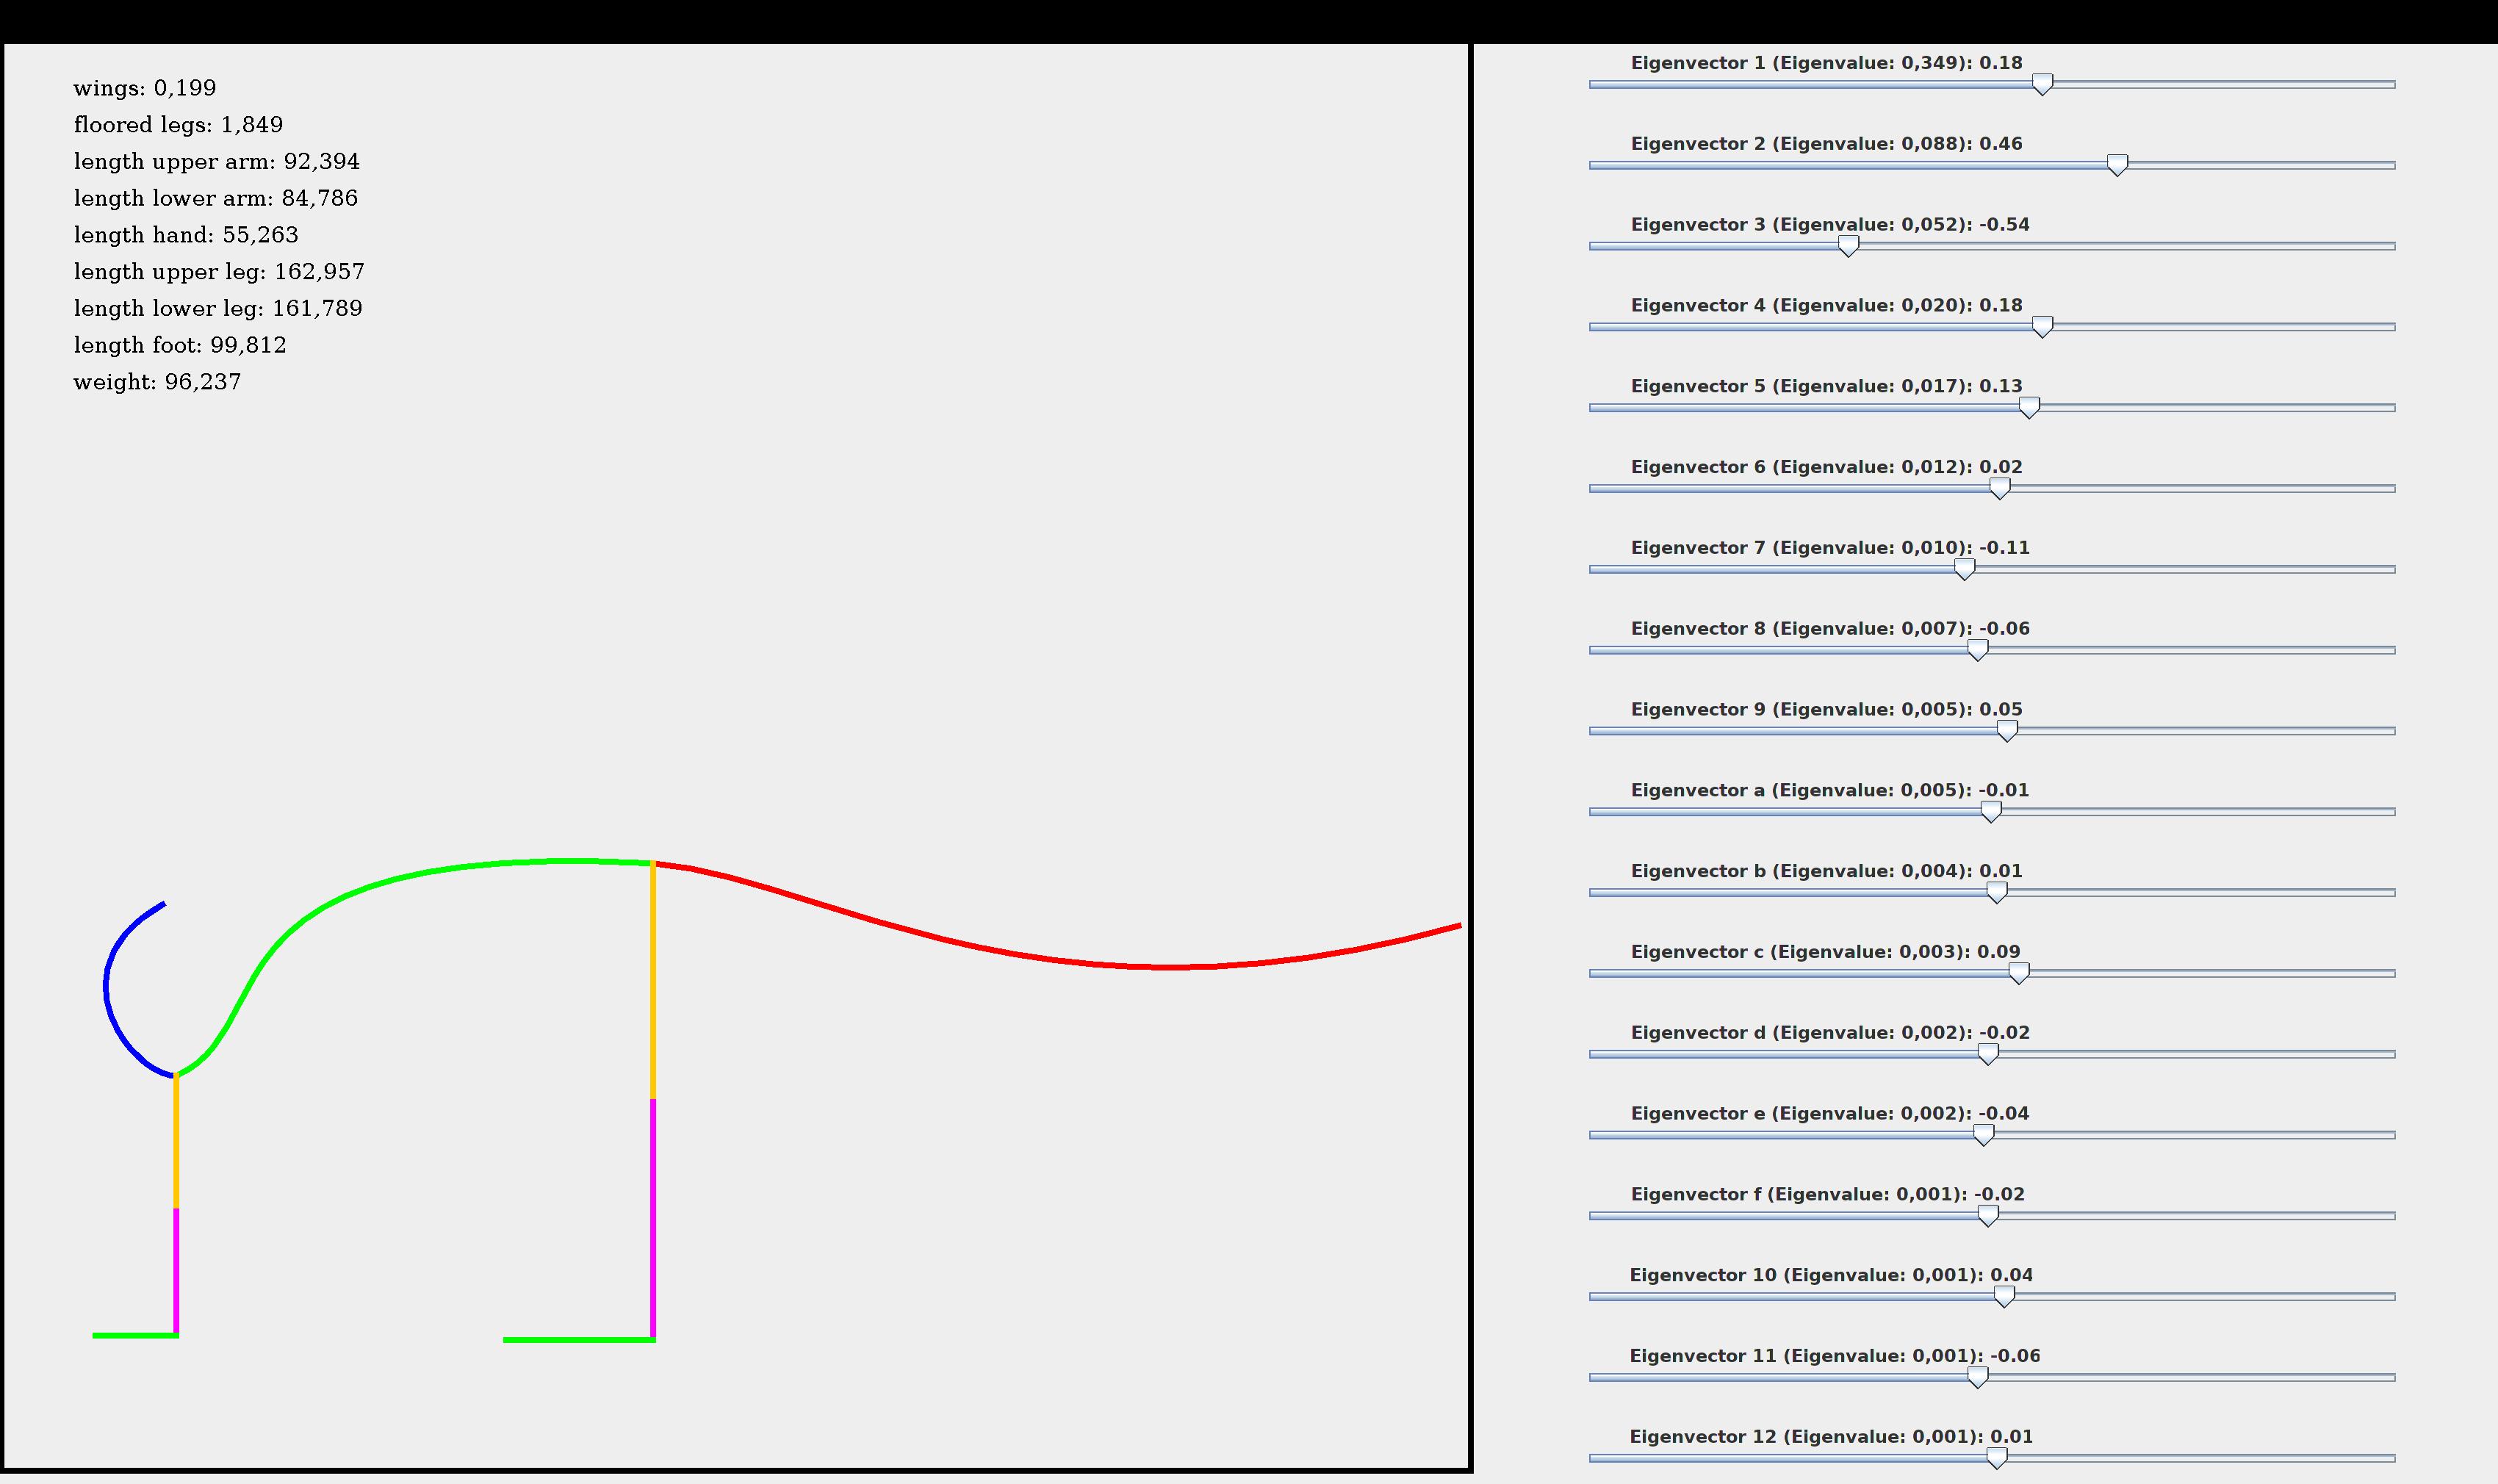 wings: 0,199
floored legs: 1,849
length upper arm: 92,394
length lower arm: 84,786
length hand: 55,263
length upper leg: 162,957
length lower leg: 161,789
length foot: 99,812
weight: 96,237
Eigenvector 1 (Eigenvalue: 0,349): 0.18
Eigenvector 2 (Eigenvalue: 0,088): 0.46
Eigenvector 3 (Eigenvalue: 0,052): -0.54
Eigenvector 4 (Eigenvalue: 0,020): 0.18
Eigenvector 5 (Eigenvalue: 0,017): 0.13
Eigenvector 6 (Eigenvalue: 0,012): 0.02
Eigenvector 7 (Eigenvalue: 0,010): -0.11
Eigenvector 8 (Eigenvalue: 0,007): -0.06
Eigenvector 9 (Eigenvalue: 0,005): 0.05
Eigenvector a (Eigenvalue: 0,005): -0.01
Eigenvector b (Eigenvalue: 0,004): 0.01
Eigenvector c (Eigenvalue: 0,003): 0.09
Eigenvector d (Eigenvalue: 0,002): -0.02
Eigenvector e (Eigenvalue: 0,002): -0.04
Eigenvector f (Eigenvalue: 0,001): -0.02
Eigenvector 10 (Eigenvalue: 0,001): 0.04
Eigenvector 11 (Eigenvalue: 0,001): -0.06
Eigenvector 12 (Eigenvalue: 0,001): 0.01